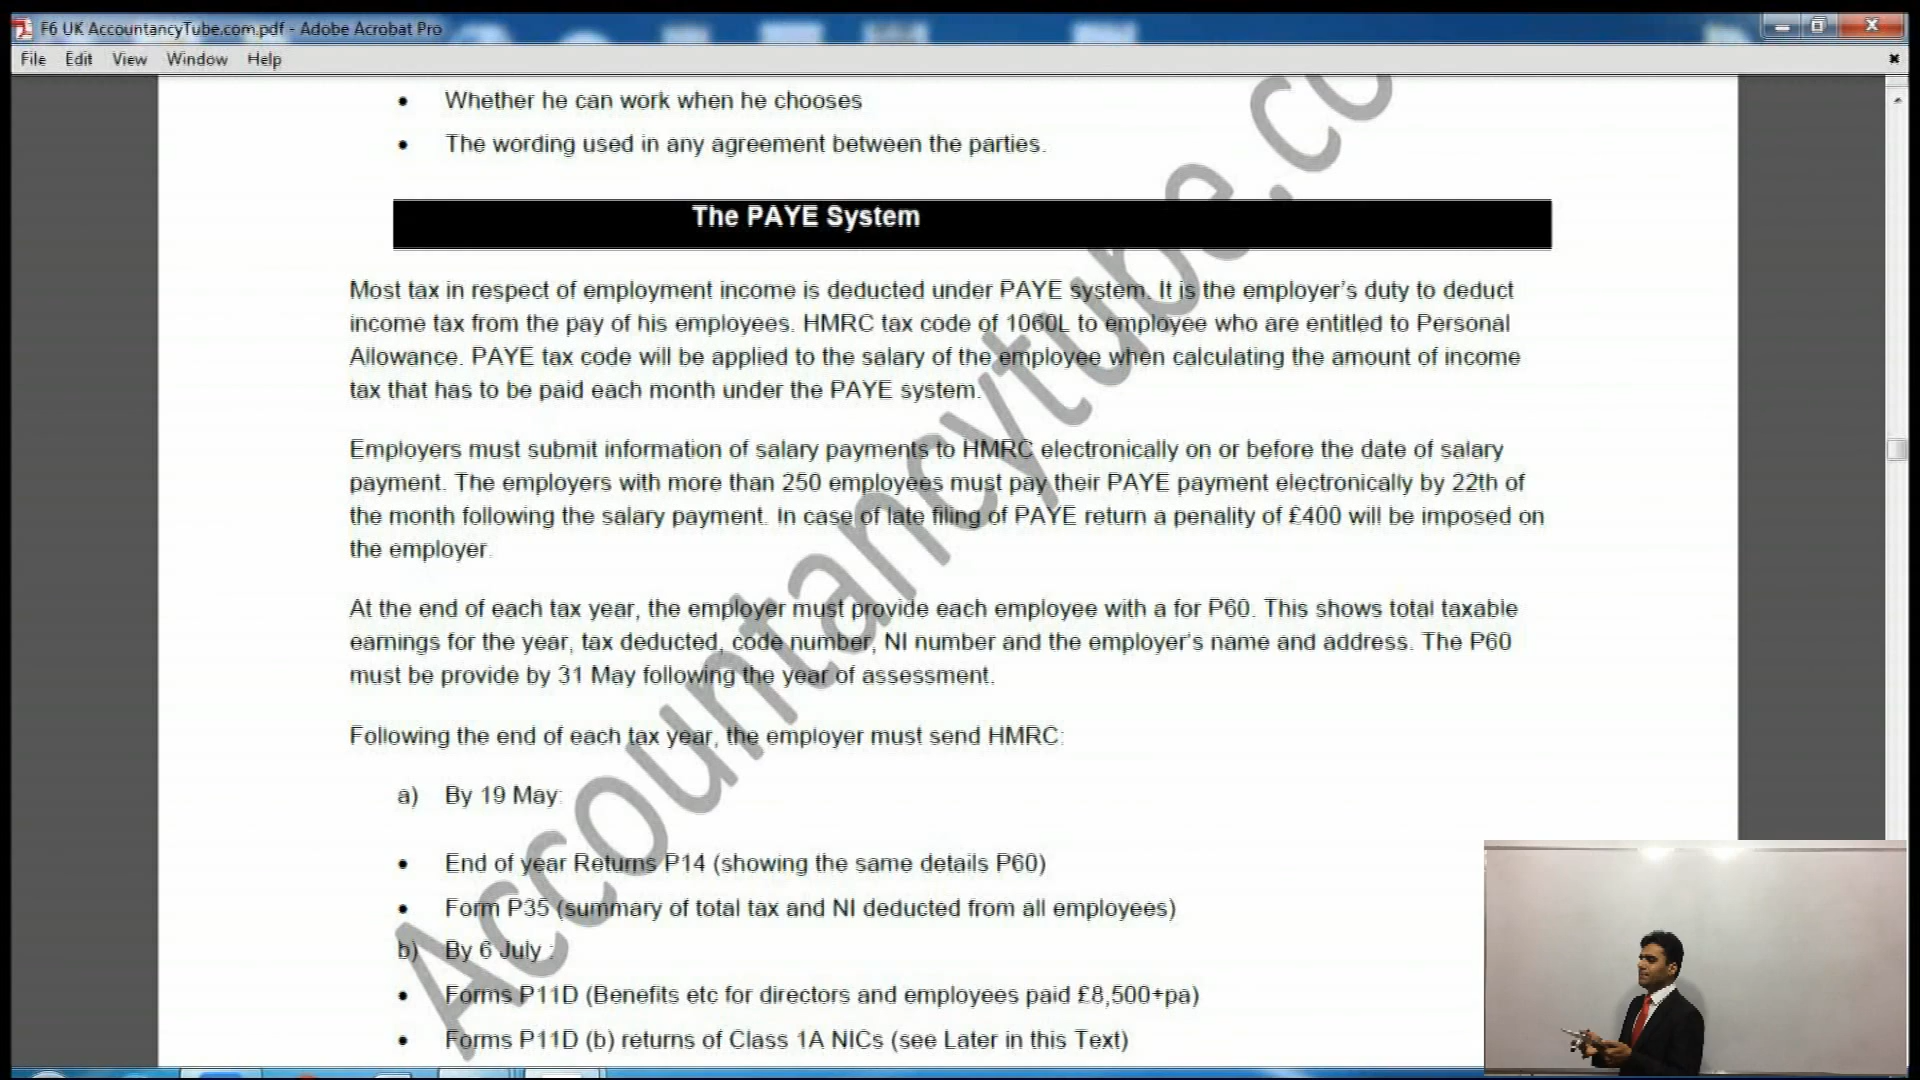 F6 UK AccountancyTube.com.pdf - Adobe Acrobat Pro
File Edit View Window Help
• Whether he can work when he chooses
• The wording used in any agreement between the parties.
The PAYE System
Most tax in respect of employment income is deducted under PAYE system. It is the employer's duty to deduct
income tax from the pay of his employees. HMRC tax code of 1060L to employee who are entitled to Personal
Allowance. PAYE tax code will be applied to the salary of the employee when calculating the amount of income
tax that has to be paid each month under the PAYE system.
Employers must submit information of salary payments to HMRC electronically on or before the date of salary
payment. The employers with more than 250 employees must pay their PAYE payment electronically by 22th of
the month following the salary payment. In case of late filing of PAYE return a penality of £400 will be imposed on
the employer.
At the end of each tax year, the employer must provide each employee with a for P60. This shows total taxable
earnings for the year, tax deducted, code number, NI number and the employer's name and address. The P60
must be provide by 31 May following the year of assessment.
Following the end of each tax year, the employer must send HMRC:
a) By 19 May:
• End of year Returns P14 (showing the same details P60)
• Form P35 (summary of total tax and NI deducted from all employees)
b) By 6 July :
• Forms P11D (Benefits etc for directors and employees paid £8,500+pa)
• Forms P11D (b) returns of Class 1A NICs (see Later in this Text)
Accountancytube.co